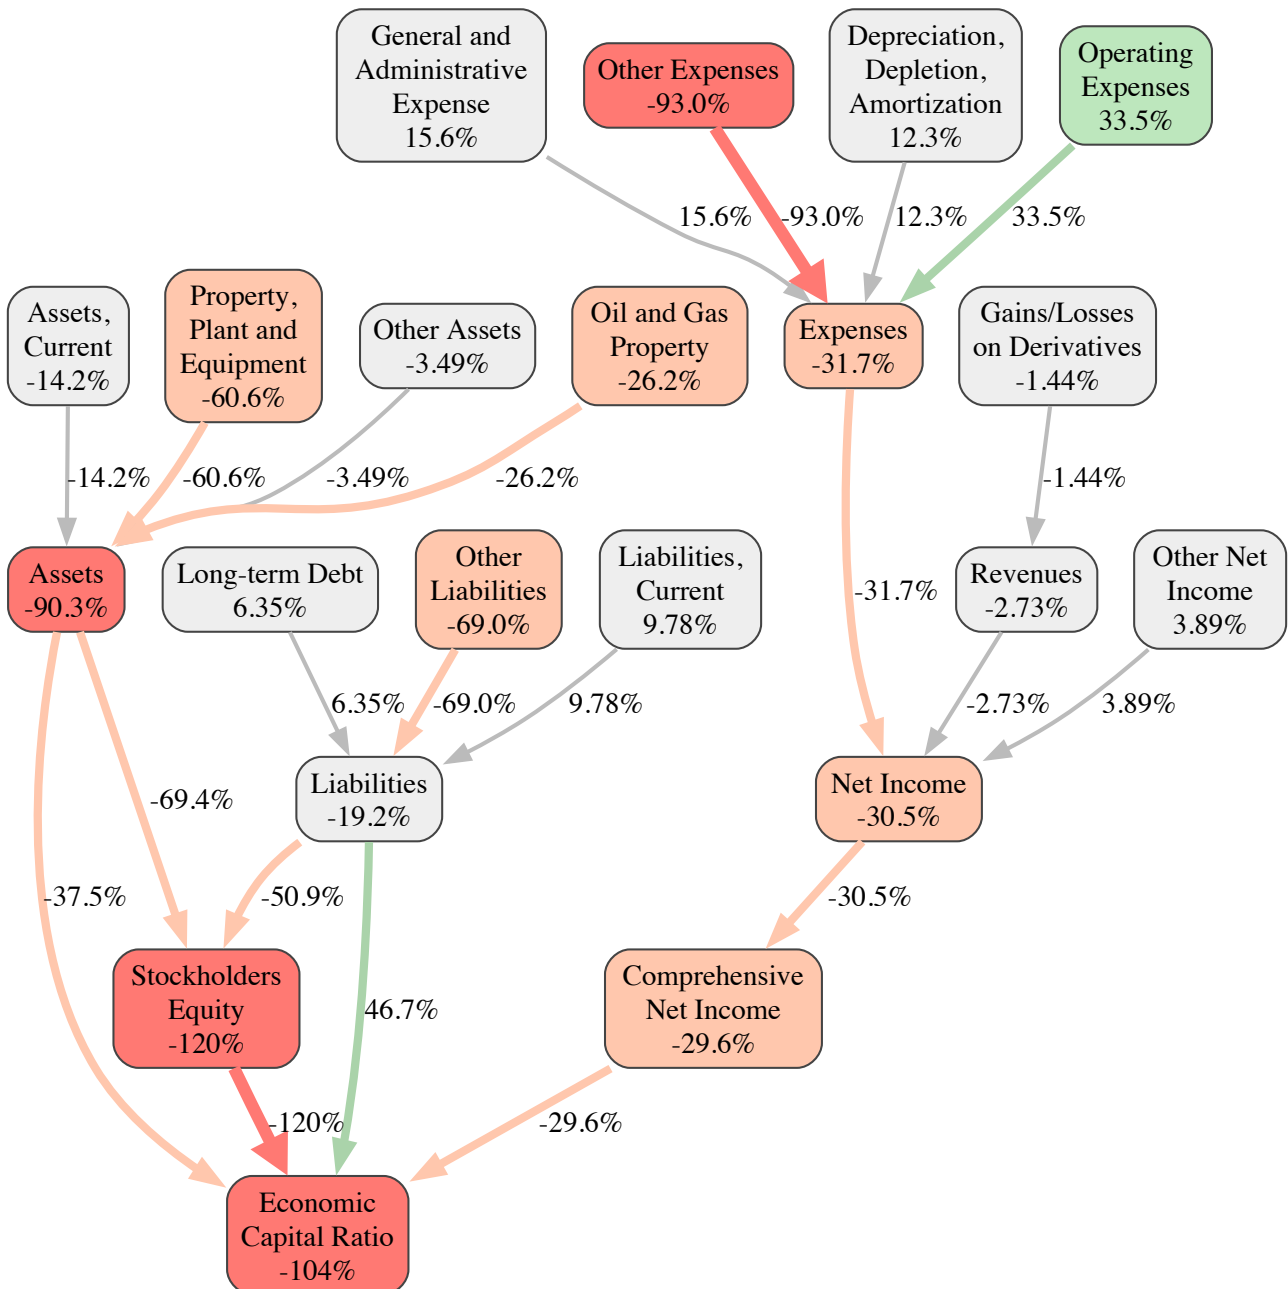 General and
Administrative
Expense
15.6%
Other Expenses
-93.0%
Depreciation,
Depletion,
Amortization
12.3%
Operating
Expenses
33.5%
15.6%
-93.0%
12.3%
33.5%
Assets,
Current
-14.2%
Property,
Plant and
Equipment
-60.6%
Other Assets
-3.49%
Oil and Gas
Property
-26.2%
Expenses
-31.7%
Gains/Losses
on Derivatives
-1.44%
-14.2%
-60.6%
-3.49%
-26.2%
-1.44%
Assets
-90.3%
Long-term Debt
6.35%
Other
Liabilities
-69.0%
Liabilities,
Current
9.78%
-31.7%
Revenues
-2.73%
Other Net
Income
3.89%
6.35%
-69.0%
9.78%
-2.73%
3.89%
-69.4%
Liabilities
-19.2%
Net Income
-30.5%
-37.5%
-50.9%
-30.5%
Stockholders
Equity
-120%
46.7%
Comprehensive
Net Income
-29.6%
-120%
-29.6%
Economic
Capital Ratio
-104%